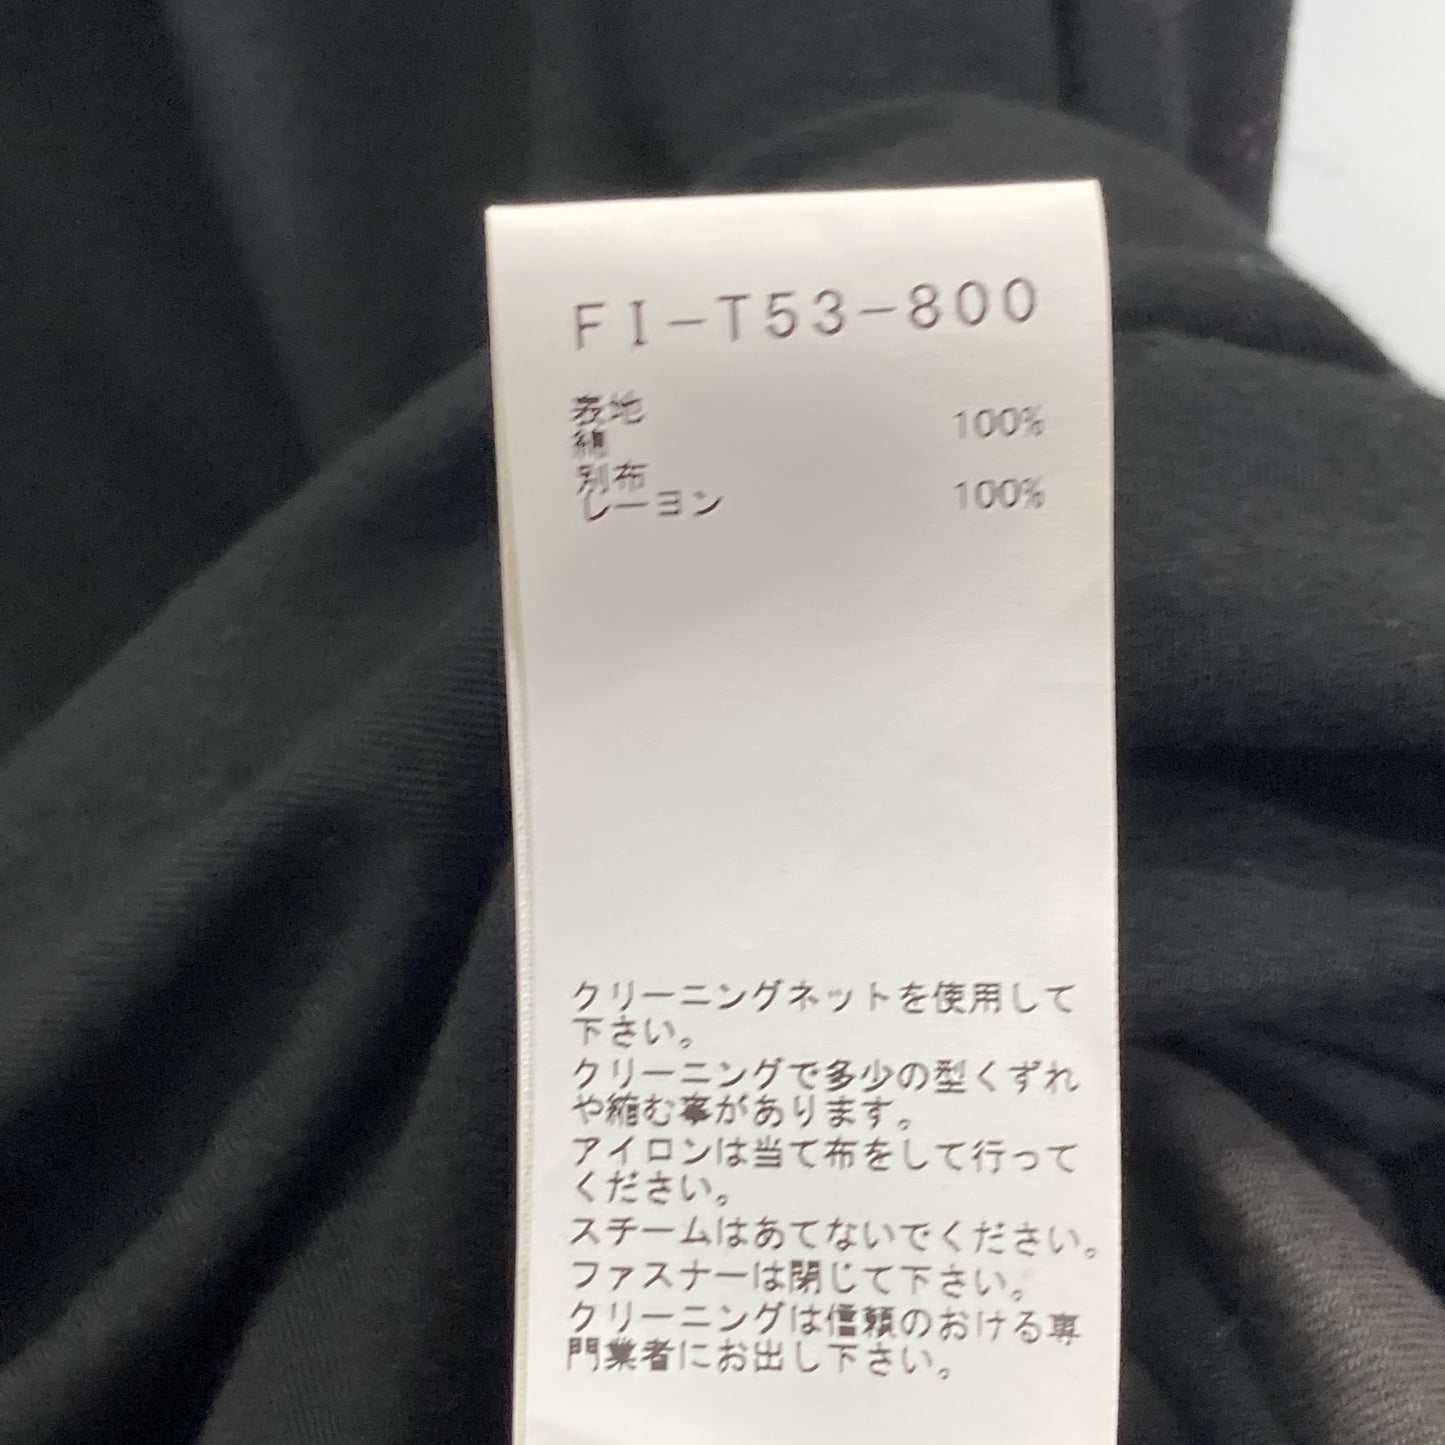 FI-T53-800
表地
綿 100%
別布
レーヨン 100%
クリーニングネットを使用して
下さい。
クリーニングで多少の型くずれ
や縮む事があります。
アイロンは当て布をして行って
ください。
スチームはあてないでください。
ファスナーは閉じて下さい。
クリーニングは信頼のおける専
門業者にお出し下さい。